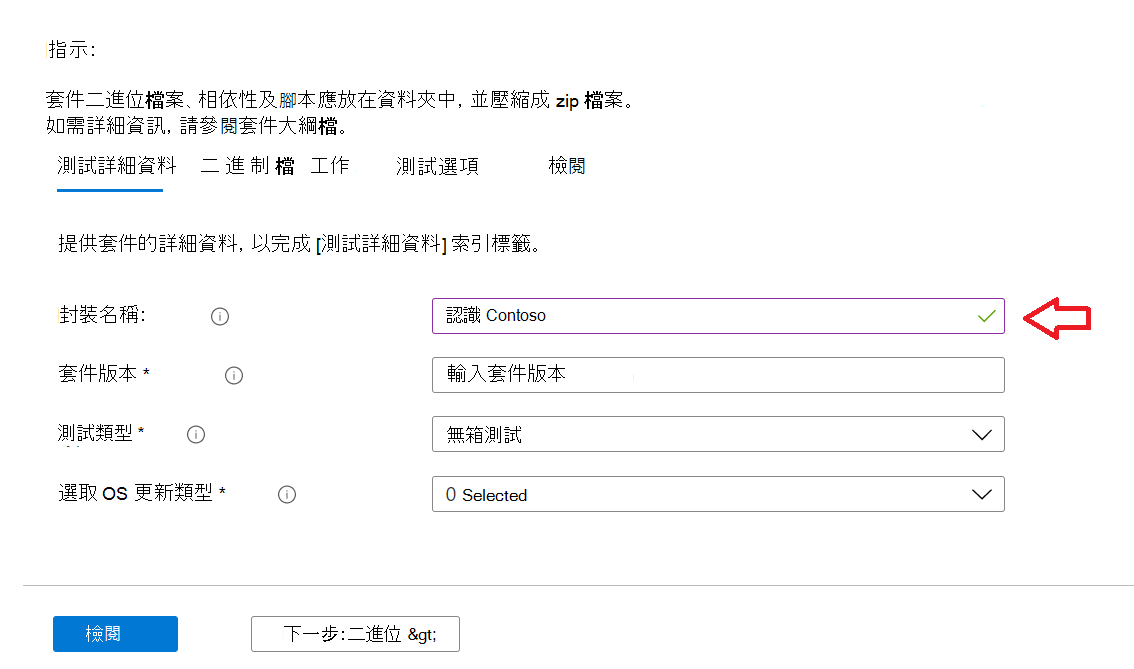 指示:
套件二進位檔案、相依性及腳本應放在資料夾中，並壓縮成 zip 檔案。
如需詳細資訊，請參閱套件大綱檔。
測試詳細資料 二進制檔 工作 測試選項 檢閱
提供套件的詳細資料，以完成 [測試詳細資料] 索引標籤。
封裝名稱: 認識 Contoso
套件版本 * 輸入套件版本
測試類型 * 無箱測試
選取 OS 更新類型 * 0 Selected
檢閱 下一步:二進位 &gt;